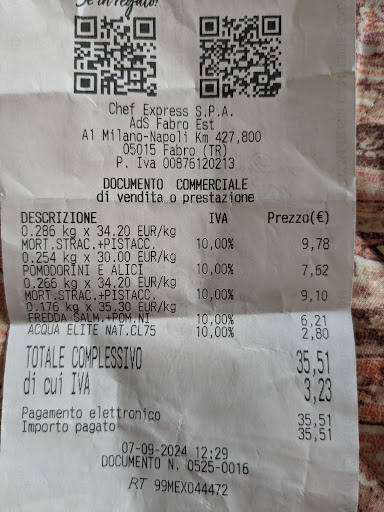 Se in regalo!
Chef Express S.P.A.
AdS Fabro Est
A1 Milano-Napoli Km 427,800
05015 Fabro (TR)
P. Iva 00876120213
DOCUMENTO COMMERCIALE
di vendita o prestazione
DESCRIZIONE IVA Prezzo(€)
0.286 kg x 34.20 EUR/kg
MORT.STRAC.+PISTACC. 10,00% 9,78
0.254 kg x 30.00 EUR/kg
POMODORINI E ALICI 10,00% 7,62
0.266 kg x 34.20 EUR/kg
MORT.STRAC.+PISTACC. 10,00% 9,10
0.176 kg x 35.30 EUR/kg
FREDDA SALM.+POM.NI 10,00% 6,21
ACQUA ELITE NAT.CL75 10,00% 2,80
TOTALE COMPLESSIVO 35,51
di cui IVA 3,23
Pagamento elettronico 35,51
Importo pagato 35,51
07-09-2024 12:29
DOCUMENTO N. 0525-0016
RT 99MEX044472